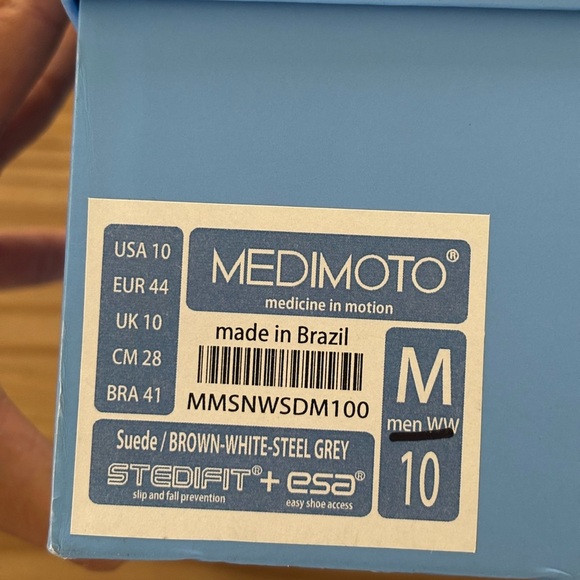 USA 10
EUR 44
UK 10
CM 28
BRA 41
MEDIMOTO®
medicine in motion
made in Brazil
MMSNWSDM100
M
men WW
10
Suede / BROWN-WHITE-STEEL GREY
STEDIFIT® + esa®
slip and fall prevention
easy shoe access